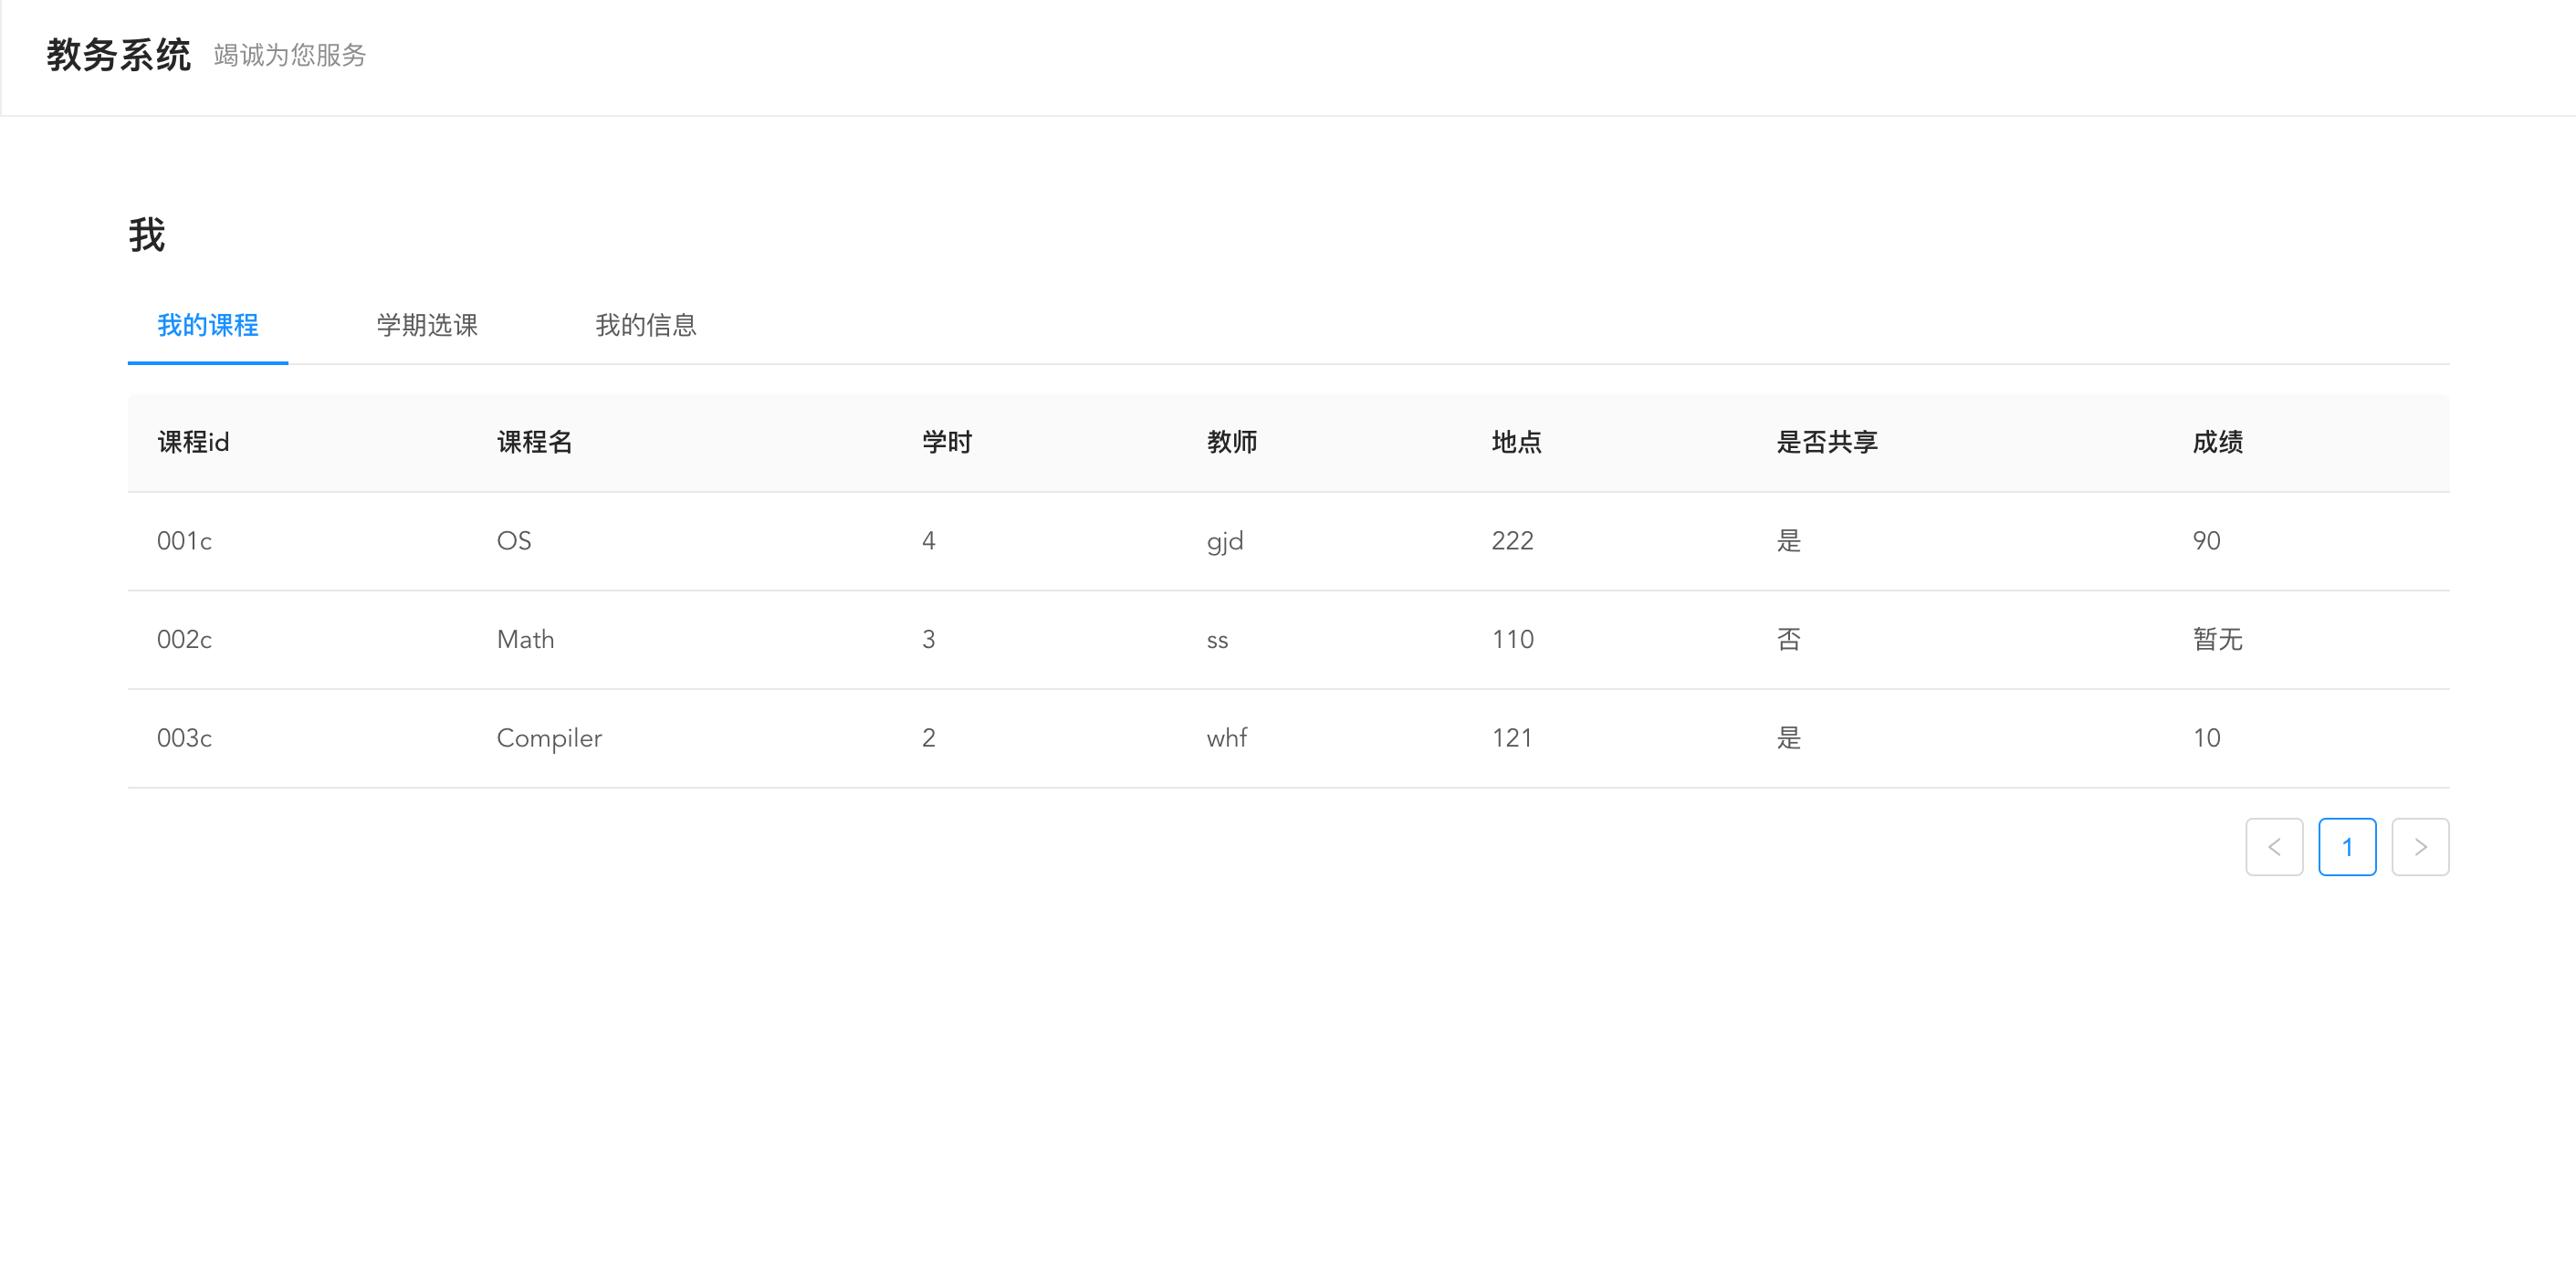 教务系统 竭诚为您服务
我
我的课程 学期选课 我的信息
课程id 课程名 学时 教师 地点 是否共享 成绩
001c OS 4 gjd 222 是 90
002c Math 3 ss 110 否 暂无
003c Compiler 2 whf 121 是 10
< 1 >